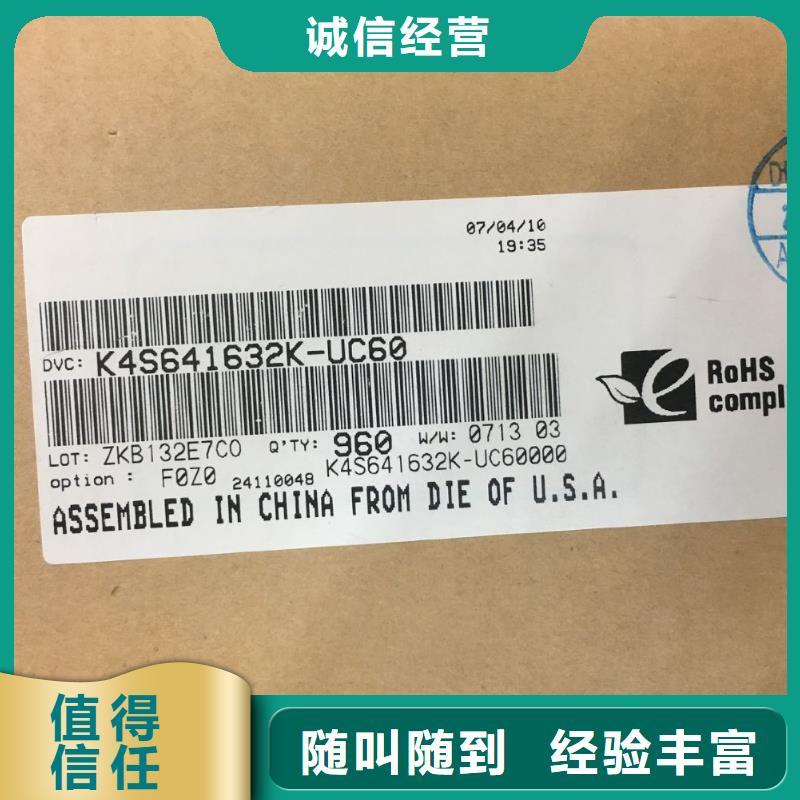 诚信经营
07/04/10
19:35
DVC: K4S641632K-UC60
LOT: ZKB132E7C0 Q'TY: 960 W/W: 0713 03
option : F0Z0 24110048 K4S641632K-UC60000
ASSEMBLED IN CHINA FROM DIE OF U.S.A.
RoHS
compl
值得
信任
随叫随到 经验丰富